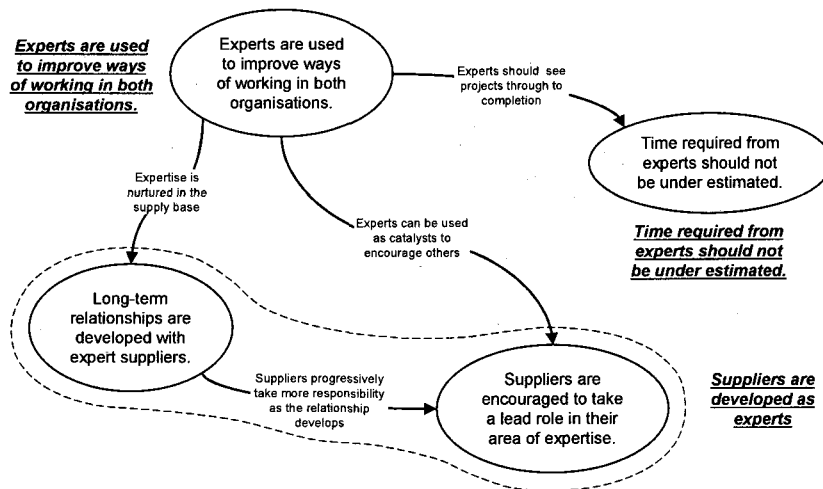 Experts are used
to improve ways
of working in both
organisations.
Experts are used
to improve ways
of working in both
organisations.
Experts should see
projects through to
completion
Time required from
experts should not
be under estimated.
Time required from
experts should not
be under estimated.
Expertise is
nurtured in the
supply base
Experts can be used
as catalysts to
encourage others
Long-term
relationships are
developed with
expert suppliers.
Suppliers progressively
take more responsibility
as the relationship
develops
Suppliers are
encouraged to take
a lead role in their
area of expertise.
Suppliers are
developed as
experts